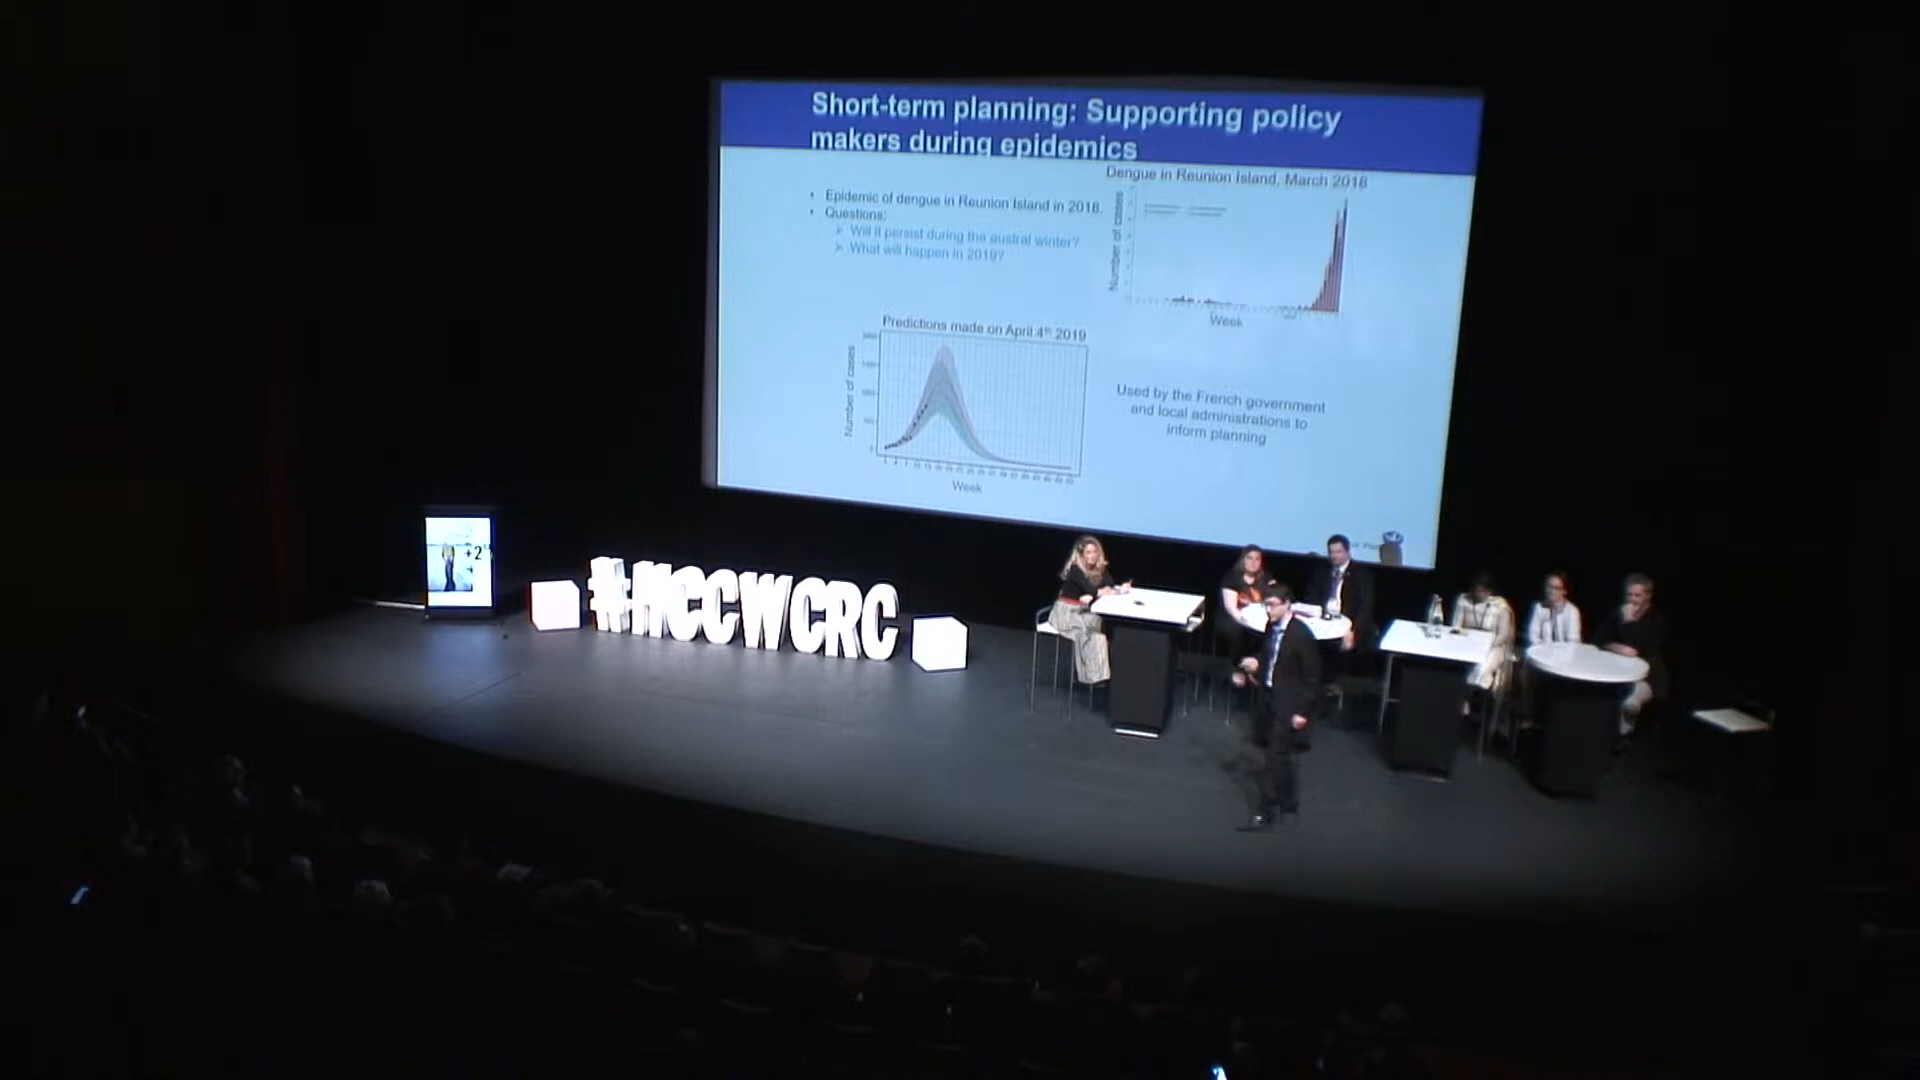 Short-term planning: Supporting policy
makers during epidemics
Dengue in Reunion Island, March 2018
• Epidemic of dengue in Reunion Island in 2018.
• Questions:
➢ Will it persist during the austral winter?
➢ What will happen in 2019?
Number of cases
Week
Predictions made on April 4th 2019
Number of cases
Week
Used by the French government
and local administrations to
inform planning
+2°
#HCCWCRC